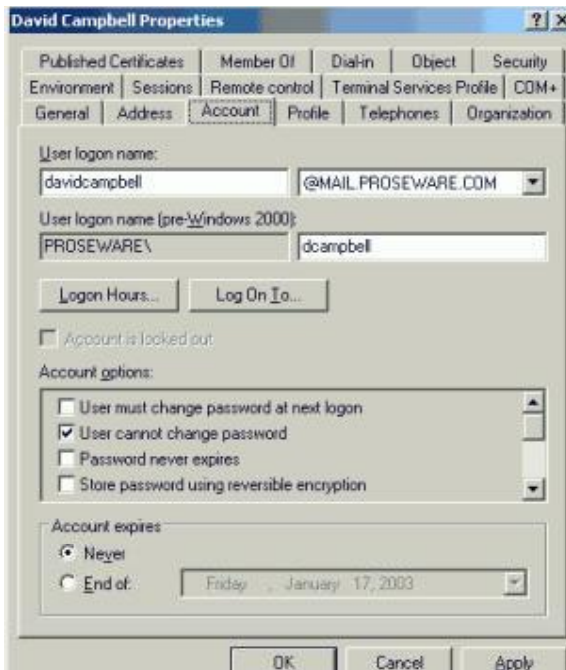 David Campbell Properties
Published Certificates Member Of Dial-in Object Security
Environment Sessions Remote control Terminal Services Profile COM+
General Address Account Profile Telephones Organization
User logon name:
davidcampbell @MAIL.PROSEWARE.COM
User logon name (pre-Windows 2000):
PROSEWARE\ dcampbell
Logon Hours... Log On To...
Account is locked out
Account options:
User must change password at next logon
User cannot change password
Password never expires
Store password using reversible encryption
Account expires
Never
End of: Friday , January 17, 2003
OK Cancel Apply